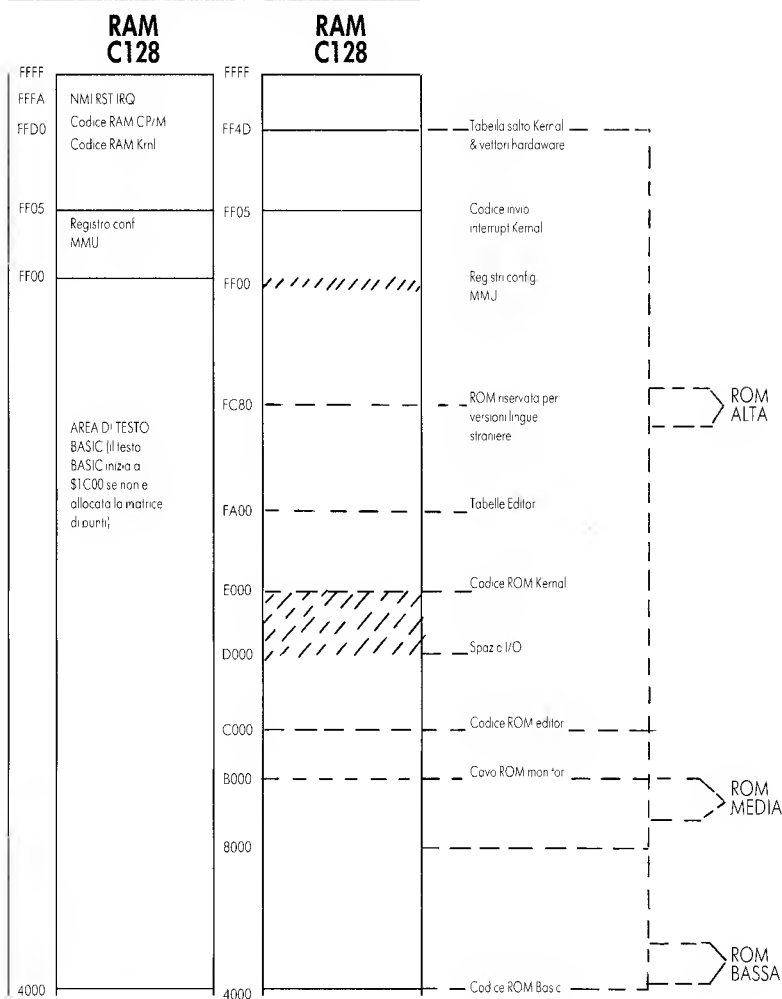 RAM
C128
RAM
C128
FFFF
FFFA NMI RST IRQ
FFD0 Codice RAM CP/M
Codice RAM Krnl
FF05
Registro conf
MMU
FF00
AREA DI TESTO
BASIC (il testo
BASIC inizia a
$1C00 se non e
allocata la matrice
di punti)
4000
FFFF
FF4D Tabella salto Kernal
& vettori hardware
FF05 Codice invio
interrupt Kernal
FF00 Registri config.
MMU
FC80 ROM riservata per
versioni lingue
straniere
FA00 Tabelle Editor
E000 Codice ROM Kernal
D000 Spazio I/O
C000 Codice ROM editor
B000 Cavo ROM monitor
8000
4000 Codice ROM Basic
ROM
ALTA
ROM
MEDIA
ROM
BASSA